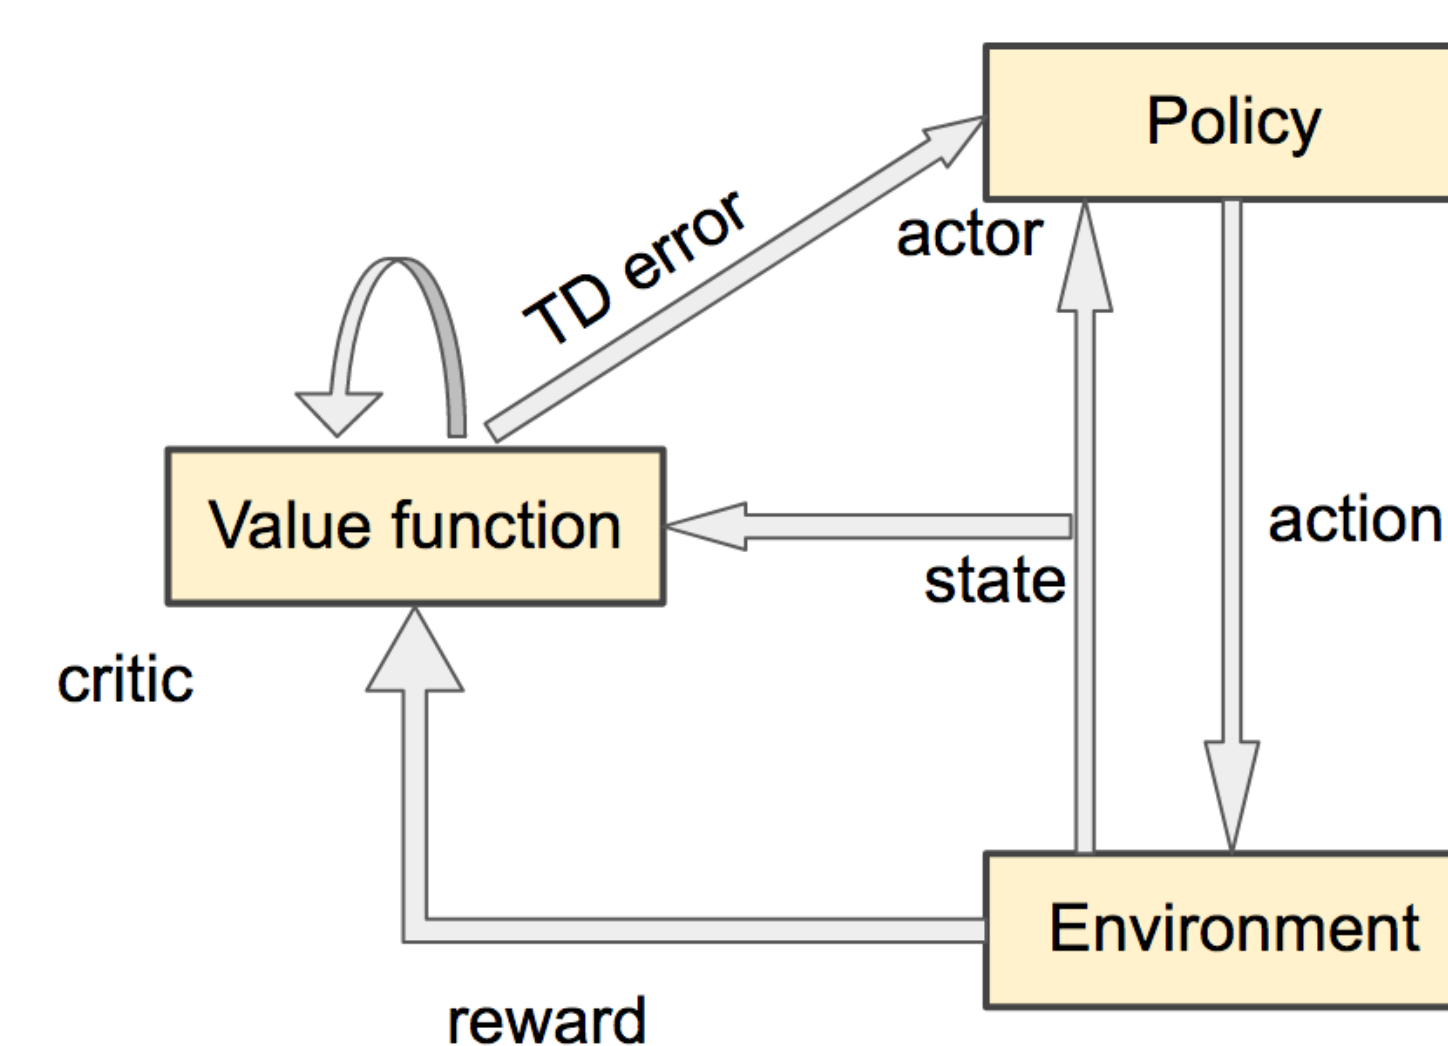 Policy
actor
TD error
Value function
action
state
critic
Environment
reward